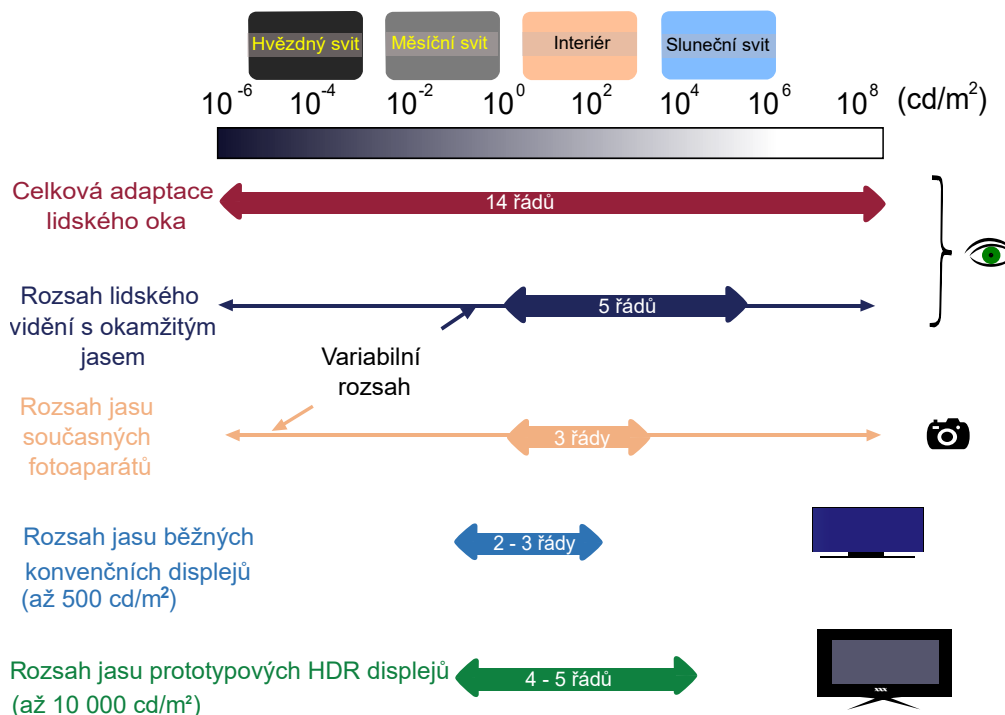 Hvězdný svit
Měsíční svit
Interiér
Sluneční svit
10⁻⁶ 10⁻⁴ 10⁻² 10⁰ 10² 10⁴ 10⁶ 10⁸ (cd/m²)
Celková adaptace
lidského oka
14 řádů
Rozsah lidského
vidění s okamžitým
jasem
5 řádů
Variabilní
rozsah
Rozsah jasu
současných
fotoaparátů
3 řády
Rozsah jasu běžných
konvenčních displejů
(až 500 cd/m²)
2 - 3 řády
Rozsah jasu prototypových HDR displejů
(až 10 000 cd/m²)
4 - 5 řádů
xxx